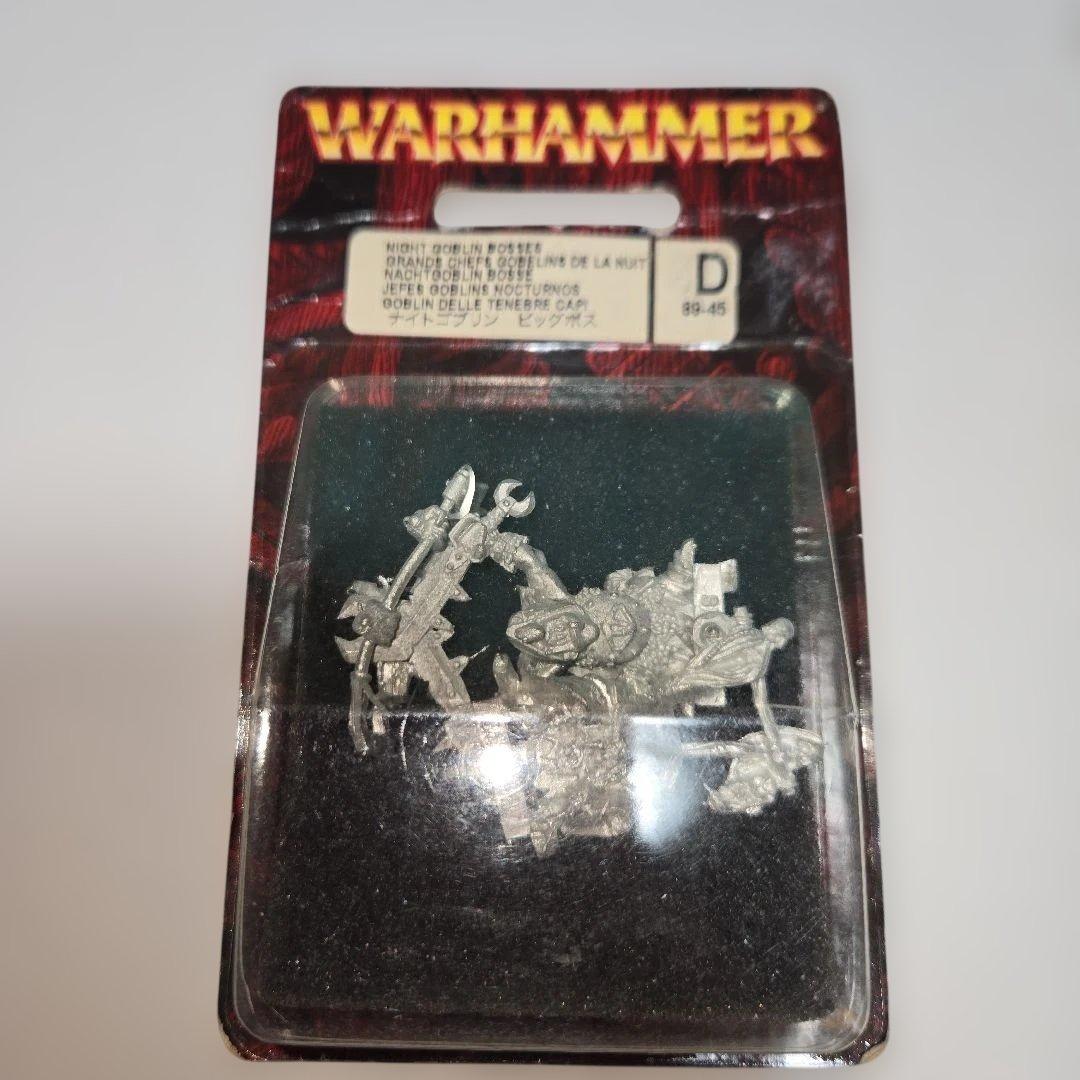 WARHAMMER
NIGHT GOBLIN BOSSES
GRANDS CHEFS GOBELINS DE LA NUIT
NACHTGOBLIN BOSSE
JEFES GOBLINS NOCTURNOS
GOBLIN DELLE TENEBRE CAPI
ナイトゴブリン ビッグボス
D
89-45